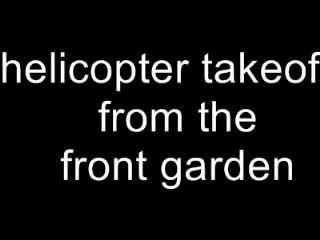 helicopter takeof
from the
front garden